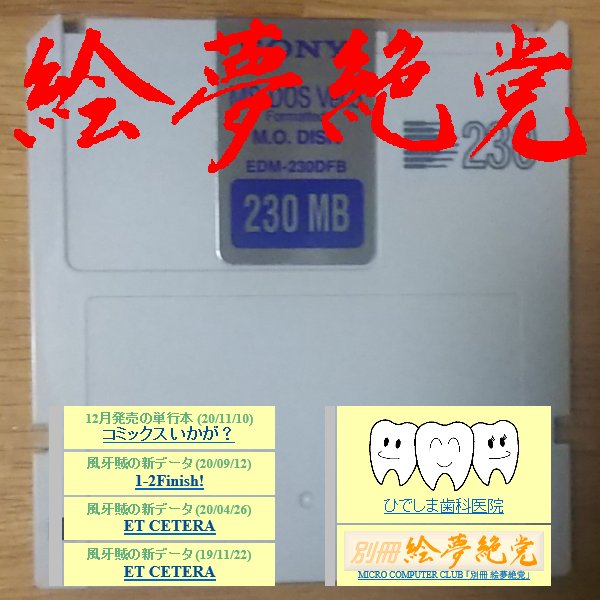 絵夢絶党
SONY
MS-DOS
Formatted
M.O. DISK
EDM-230DFB
230 MB
230
12月発売の単行本 (20/11/10)
コミックスいかが？
風牙賊の新データ (20/09/12)
1-2Finish!
風牙賊の新データ (20/04/26)
ET CETERA
風牙賊の新データ (19/11/22)
ET CETERA
ひでしま歯科医院
別冊 絵夢絶党
MICRO COMPUTER CLUB 「別冊 絵夢絶党」